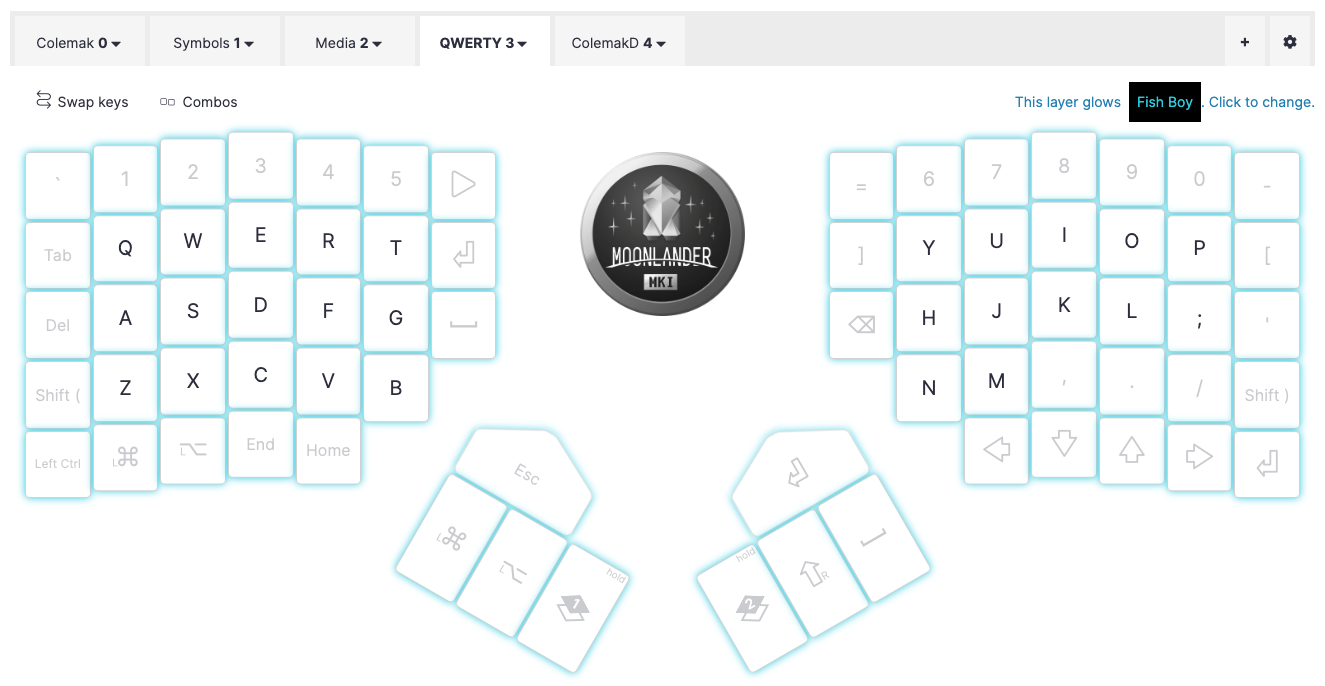 Colemak 0
Symbols 1
Media 2
QWERTY 3
ColemakD 4
+
Swap keys
Combos
This layer glows Fish Boy . Click to change.
` 1 2 3 4 5
= 6 7 8 9 0 -
Tab Q W E R T
] Y U I O P [
Del A S D F G
H J K L ; '
Shift ( Z X C V B
N M , . / Shift )
Left Ctrl L⌘ L⌥ End Home
MOONLANDER
MKI
Esc
L⌘ L⌥ 1 hold
2 hold R